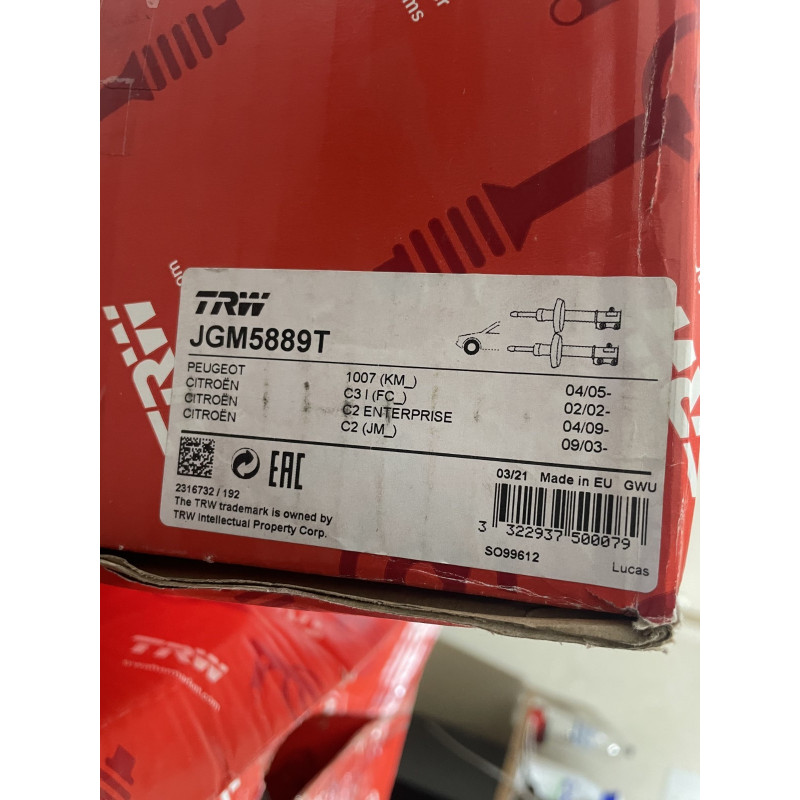 TRW
JGM5889T
PEUGEOT 1007 (KM_) 04/05-
CITROËN C3 I (FC_) 02/02-
CITROËN C2 ENTERPRISE 04/09-
CITROËN C2 (JM_) 09/03-
EAC
03/21 Made in EU GWU
2316732 / 192
The TRW trademark is owned by
TRW Intellectual Property Corp.
3 322937 500079
SO99612
Lucas
TRW
TRW
TRW